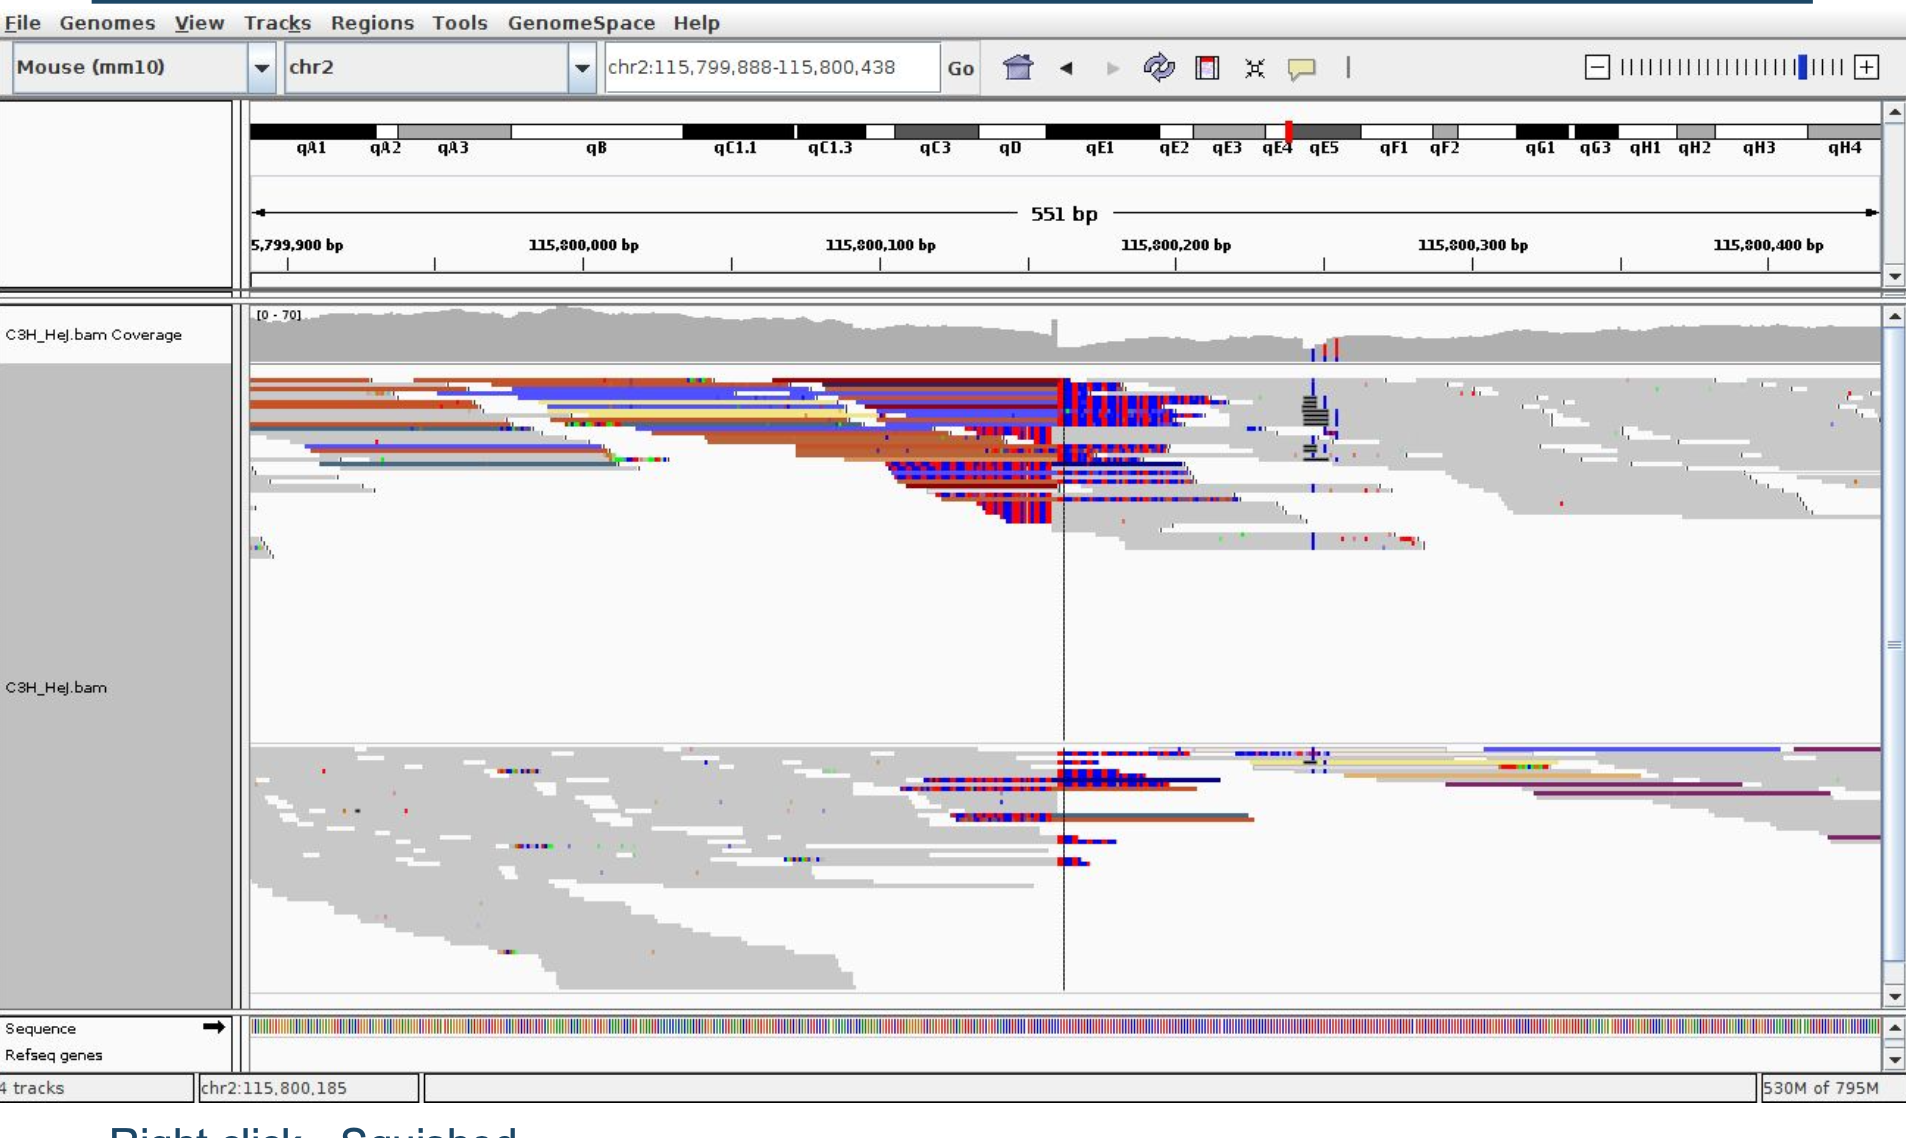 File Genomes View Tracks Regions Tools GenomeSpace Help
Mouse (mm10) chr2 chr2:115,799,888-115,800,438 Go
qA1 qA2 qA3 qB qC1.1 qC1.3 qC3 qD qE1 qE2 qE3 qE4 qE5 qF1 qF2 qG1 qG3 qH1 qH2 qH3 qH4
551 bp
5,799,900 bp 115,800,000 bp 115,800,100 bp 115,800,200 bp 115,800,300 bp 115,800,400 bp
[0 - 70]
C3H_HeJ.bam Coverage
C3H_HeJ.bam
Sequence
Refseq genes
4 tracks chr2:115,800,185 530M of 795M
Right click - Squished